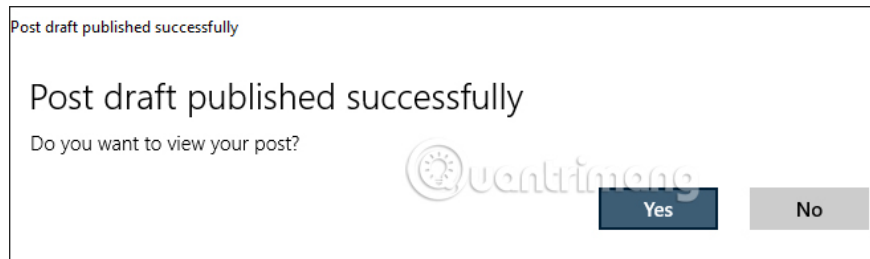 Post draft published successfully
Post draft published successfully
Do you want to view your post?
Quantrimang
Yes No